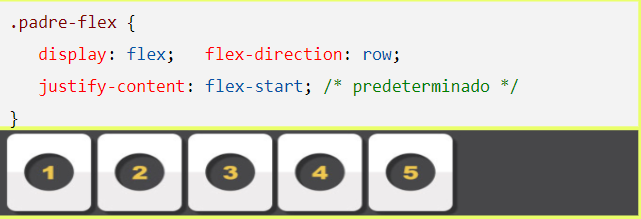 .padre-flex {
display: flex; flex-direction: row;
justify-content: flex-start; /* predeterminado */
}
1 2 3 4 5